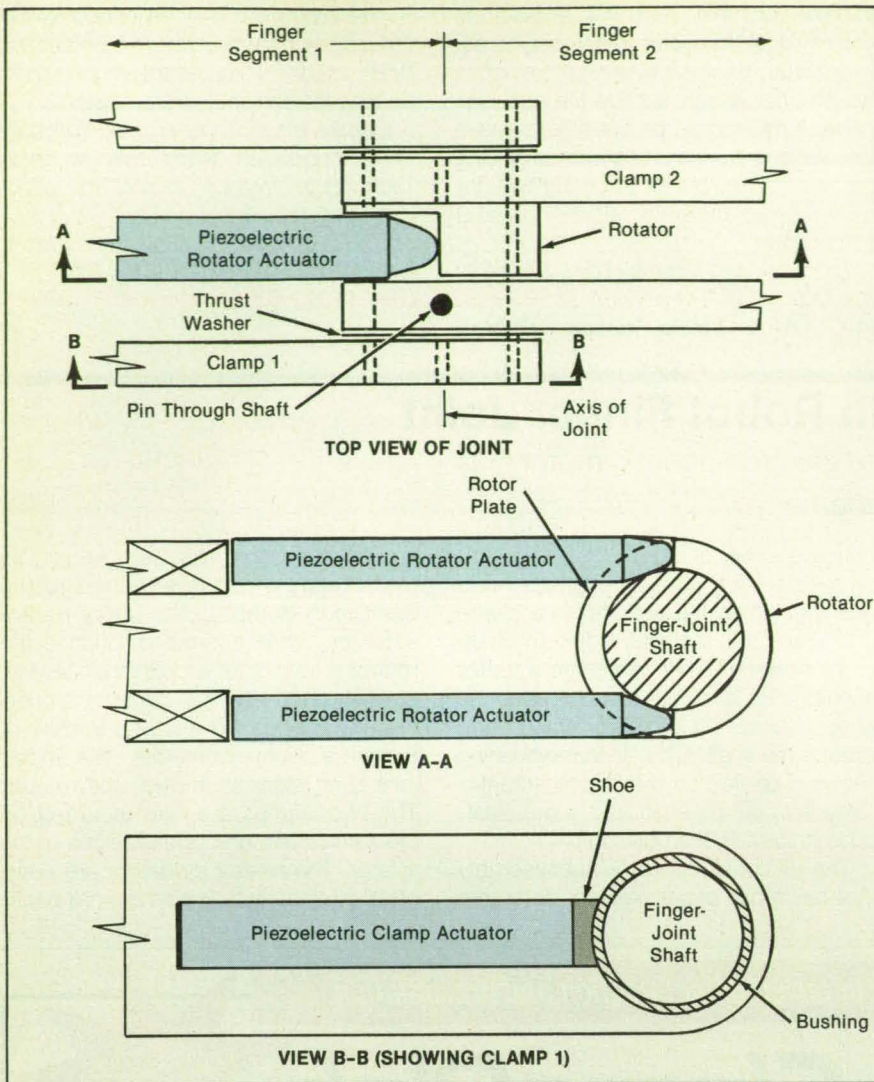 Finger
Segment 1
Finger
Segment 2
Clamp 2
A
Piezoelectric
Rotator Actuator
Rotator
A
Thrust
Washer
B
Clamp 1
B
Pin Through Shaft
Axis of
Joint
TOP VIEW OF JOINT
Rotor
Plate
Piezoelectric Rotator Actuator
Rotator
Finger-Joint
Shaft
Piezoelectric Rotator Actuator
VIEW A–A
Shoe
Piezoelectric Clamp Actuator
Finger-
Joint
Shaft
Bushing
VIEW B–B (SHOWING CLAMP 1)